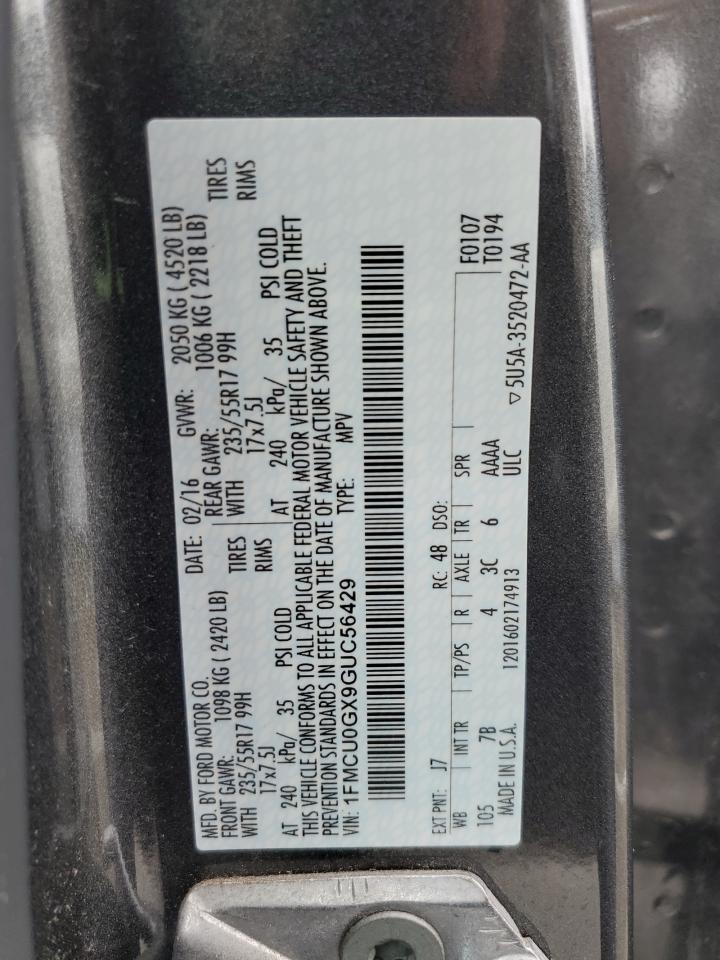 MFD. BY FORD MOTOR CO.
DATE: 02/16 GVWR: 2050 KG ( 4520 LB)
FRONT GAWR: 1098 KG ( 2420 LB) REAR GAWR: 1006 KG ( 2218 LB)
WITH 235/55R17 99H TIRES WITH 235/55R17 99H TIRES
17x7.5J RIMS 17x7.5J RIMS
AT 240 kPa/ 35 PSI COLD AT 240 kPa/ 35 PSI COLD
THIS VEHICLE CONFORMS TO ALL APPLICABLE FEDERAL MOTOR VEHICLE SAFETY AND THEFT
PREVENTION STANDARDS IN EFFECT ON THE DATE OF MANUFACTURE SHOWN ABOVE.
VIN: 1FMCU0GX9GUC56429 TYPE: MPV
EXT PNT: J7 RC: 48 DSO: F0107
WB INT TR TP/PS R AXLE TR SPR T0194
105 7B 4 3C 6 AAAA
MADE IN U.S.A. 1201602174913 ULC ▽5U5A-3520472-AA